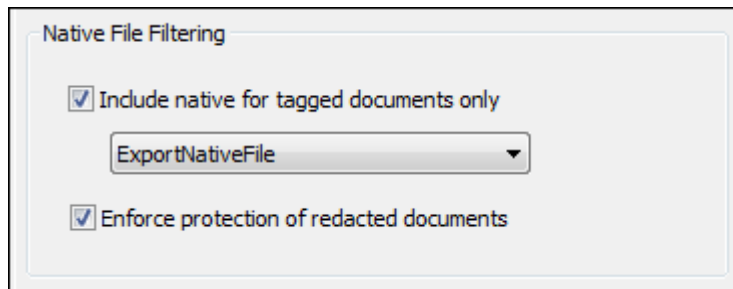 Native File Filtering
Include native for tagged documents only
ExportNativeFile
Enforce protection of redacted documents